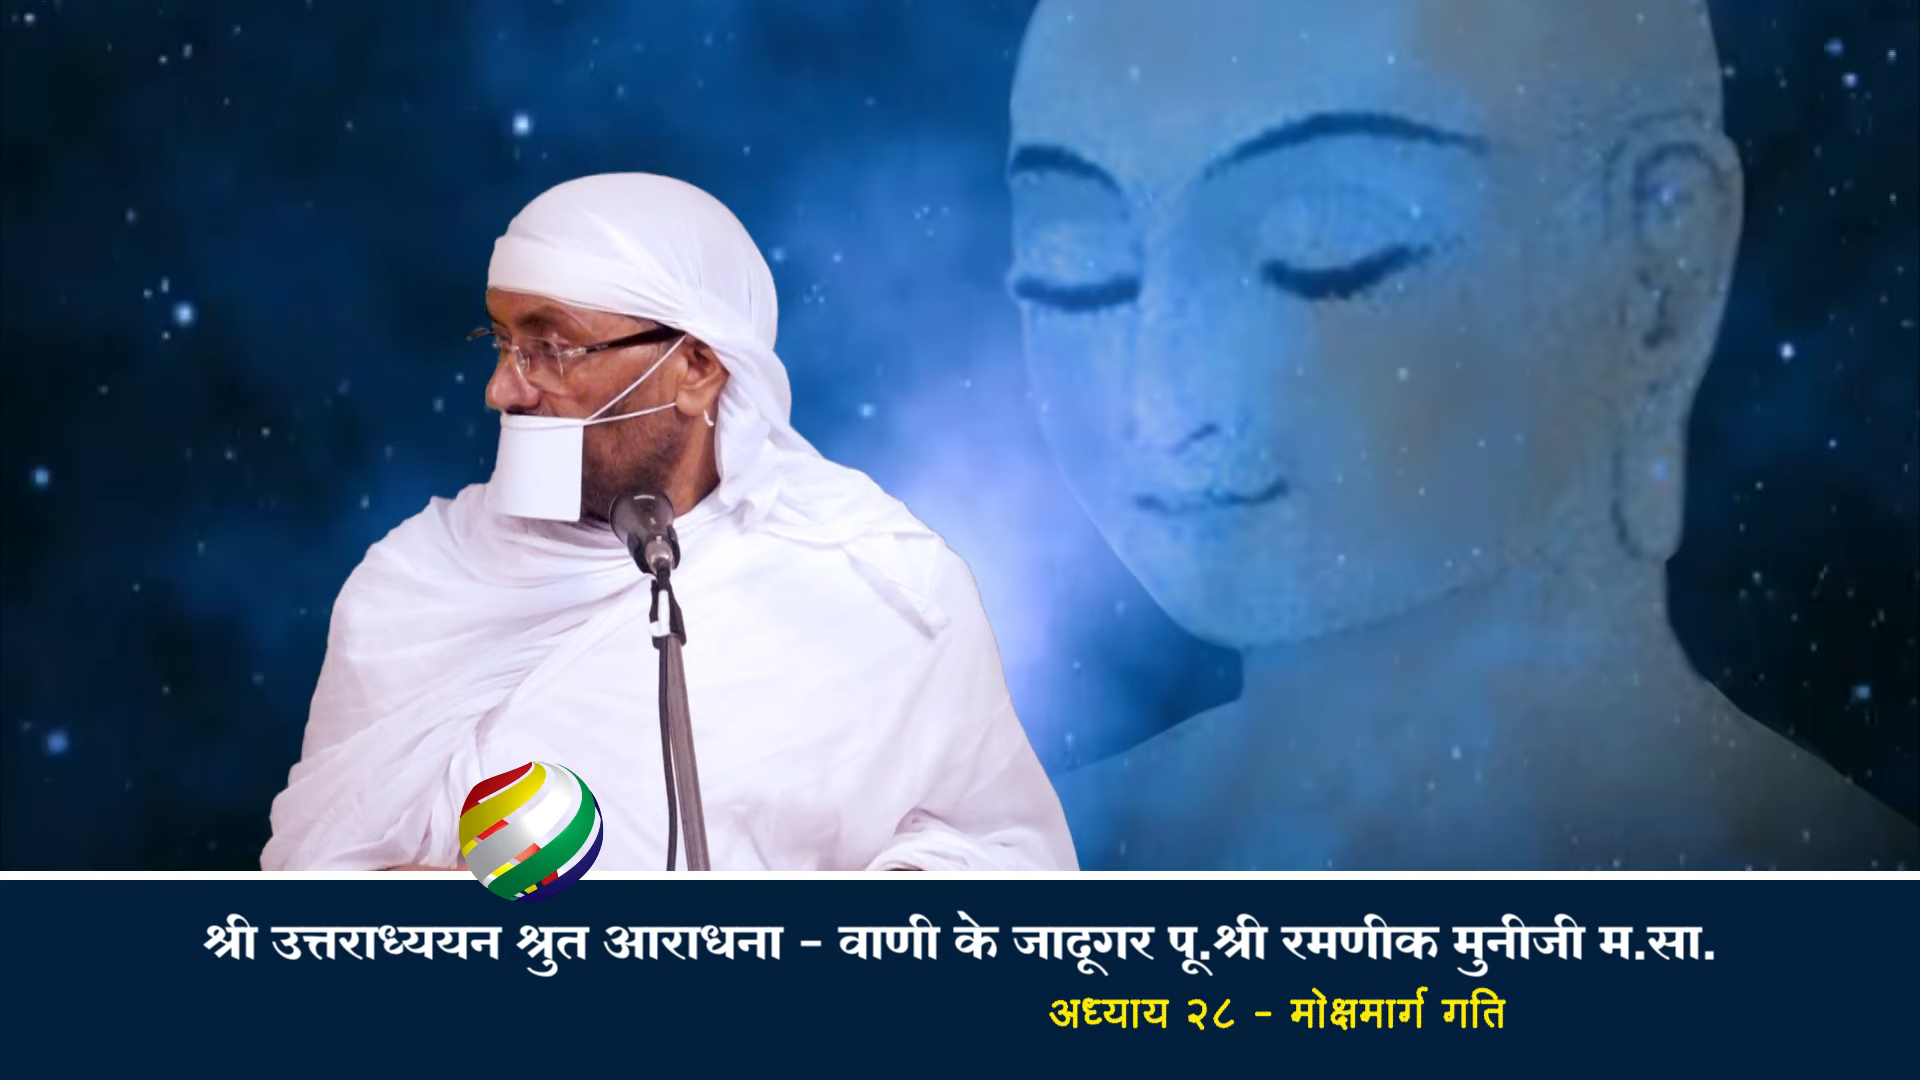 श्री उत्तराध्ययन श्रुत आराधना - वाणी के जादूगर पू.श्री रमणीक मुनीजी म.सा.
अध्याय २८ - मोक्षमार्ग गति